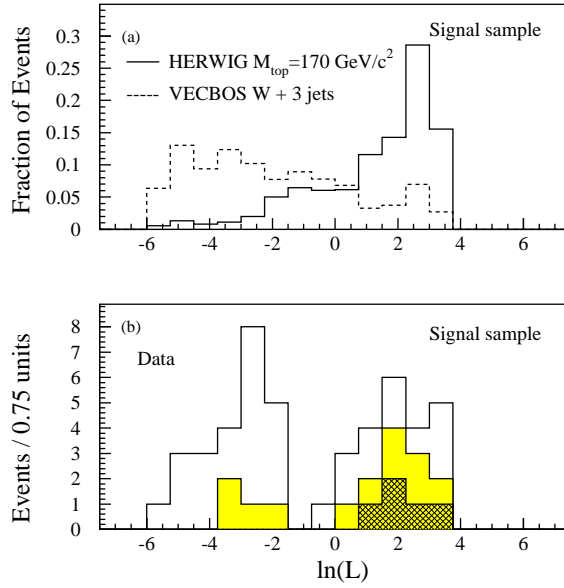 (a)
Signal sample
HERWIG M_top=170 GeV/c²
VECBOS W + 3 jets
Fraction of Events
0.3
0.25
0.2
0.15
0.1
0.05
0
-6 -4 -2 0 2 4 6
(b)
Signal sample
Data
Events / 0.75 units
8
7
6
5
4
3
2
1
0
-6 -4 -2 0 2 4 6
ln(L)